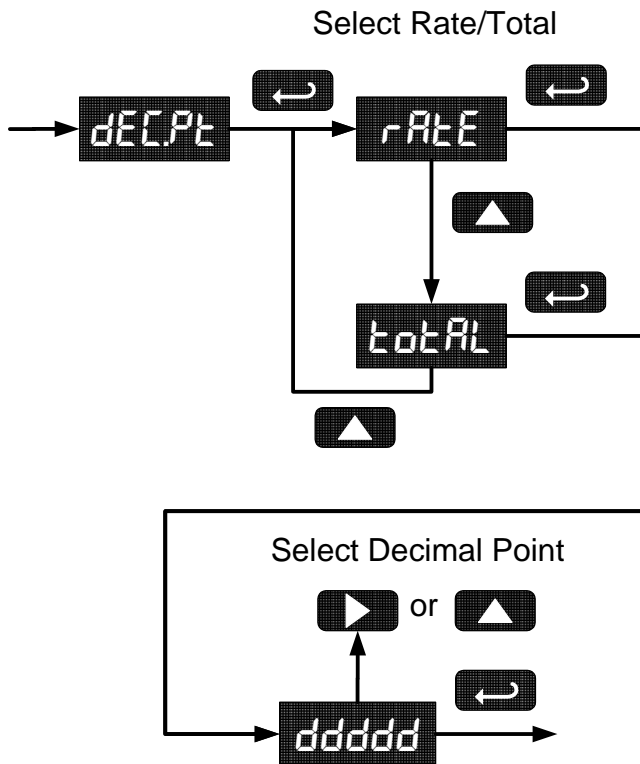 Select Rate/Total
dEC.Pt
rAtE
totAL
Select Decimal Point
or
ddddd